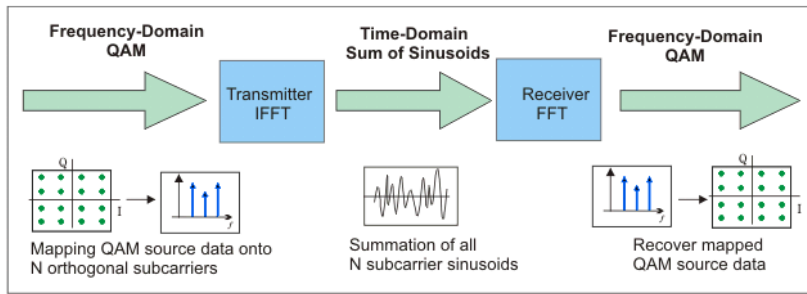 Frequency-Domain
QAM
Time-Domain
Sum of Sinusoids
Frequency-Domain
QAM
Transmitter
IFFT
Receiver
FFT
Q
I
f
Mapping QAM source data onto
N orthogonal subcarriers
Summation of all
N subcarrier sinusoids
f
Q
I
Recover mapped
QAM source data